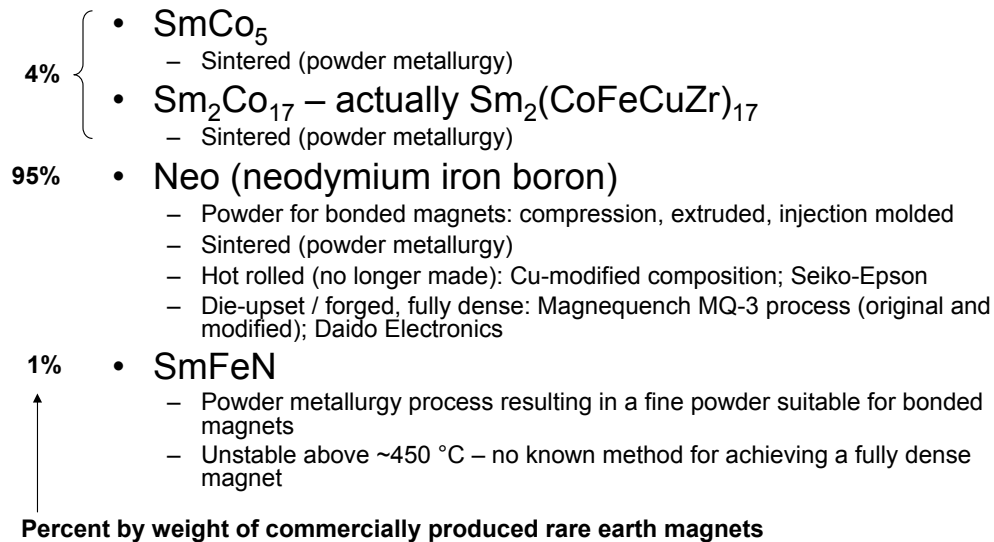 • SmCo₅
– Sintered (powder metallurgy)
4%
• Sm₂Co₁₇ – actually Sm₂(CoFeCuZr)₁₇
– Sintered (powder metallurgy)
95% • Neo (neodymium iron boron)
– Powder for bonded magnets: compression, extruded, injection molded
– Sintered (powder metallurgy)
– Hot rolled (no longer made): Cu-modified composition; Seiko-Epson
– Die-upset / forged, fully dense: Magnequench MQ-3 process (original and
modified); Daido Electronics
1% • SmFeN
– Powder metallurgy process resulting in a fine powder suitable for bonded
magnets
– Unstable above ~450 °C – no known method for achieving a fully dense
magnet
Percent by weight of commercially produced rare earth magnets